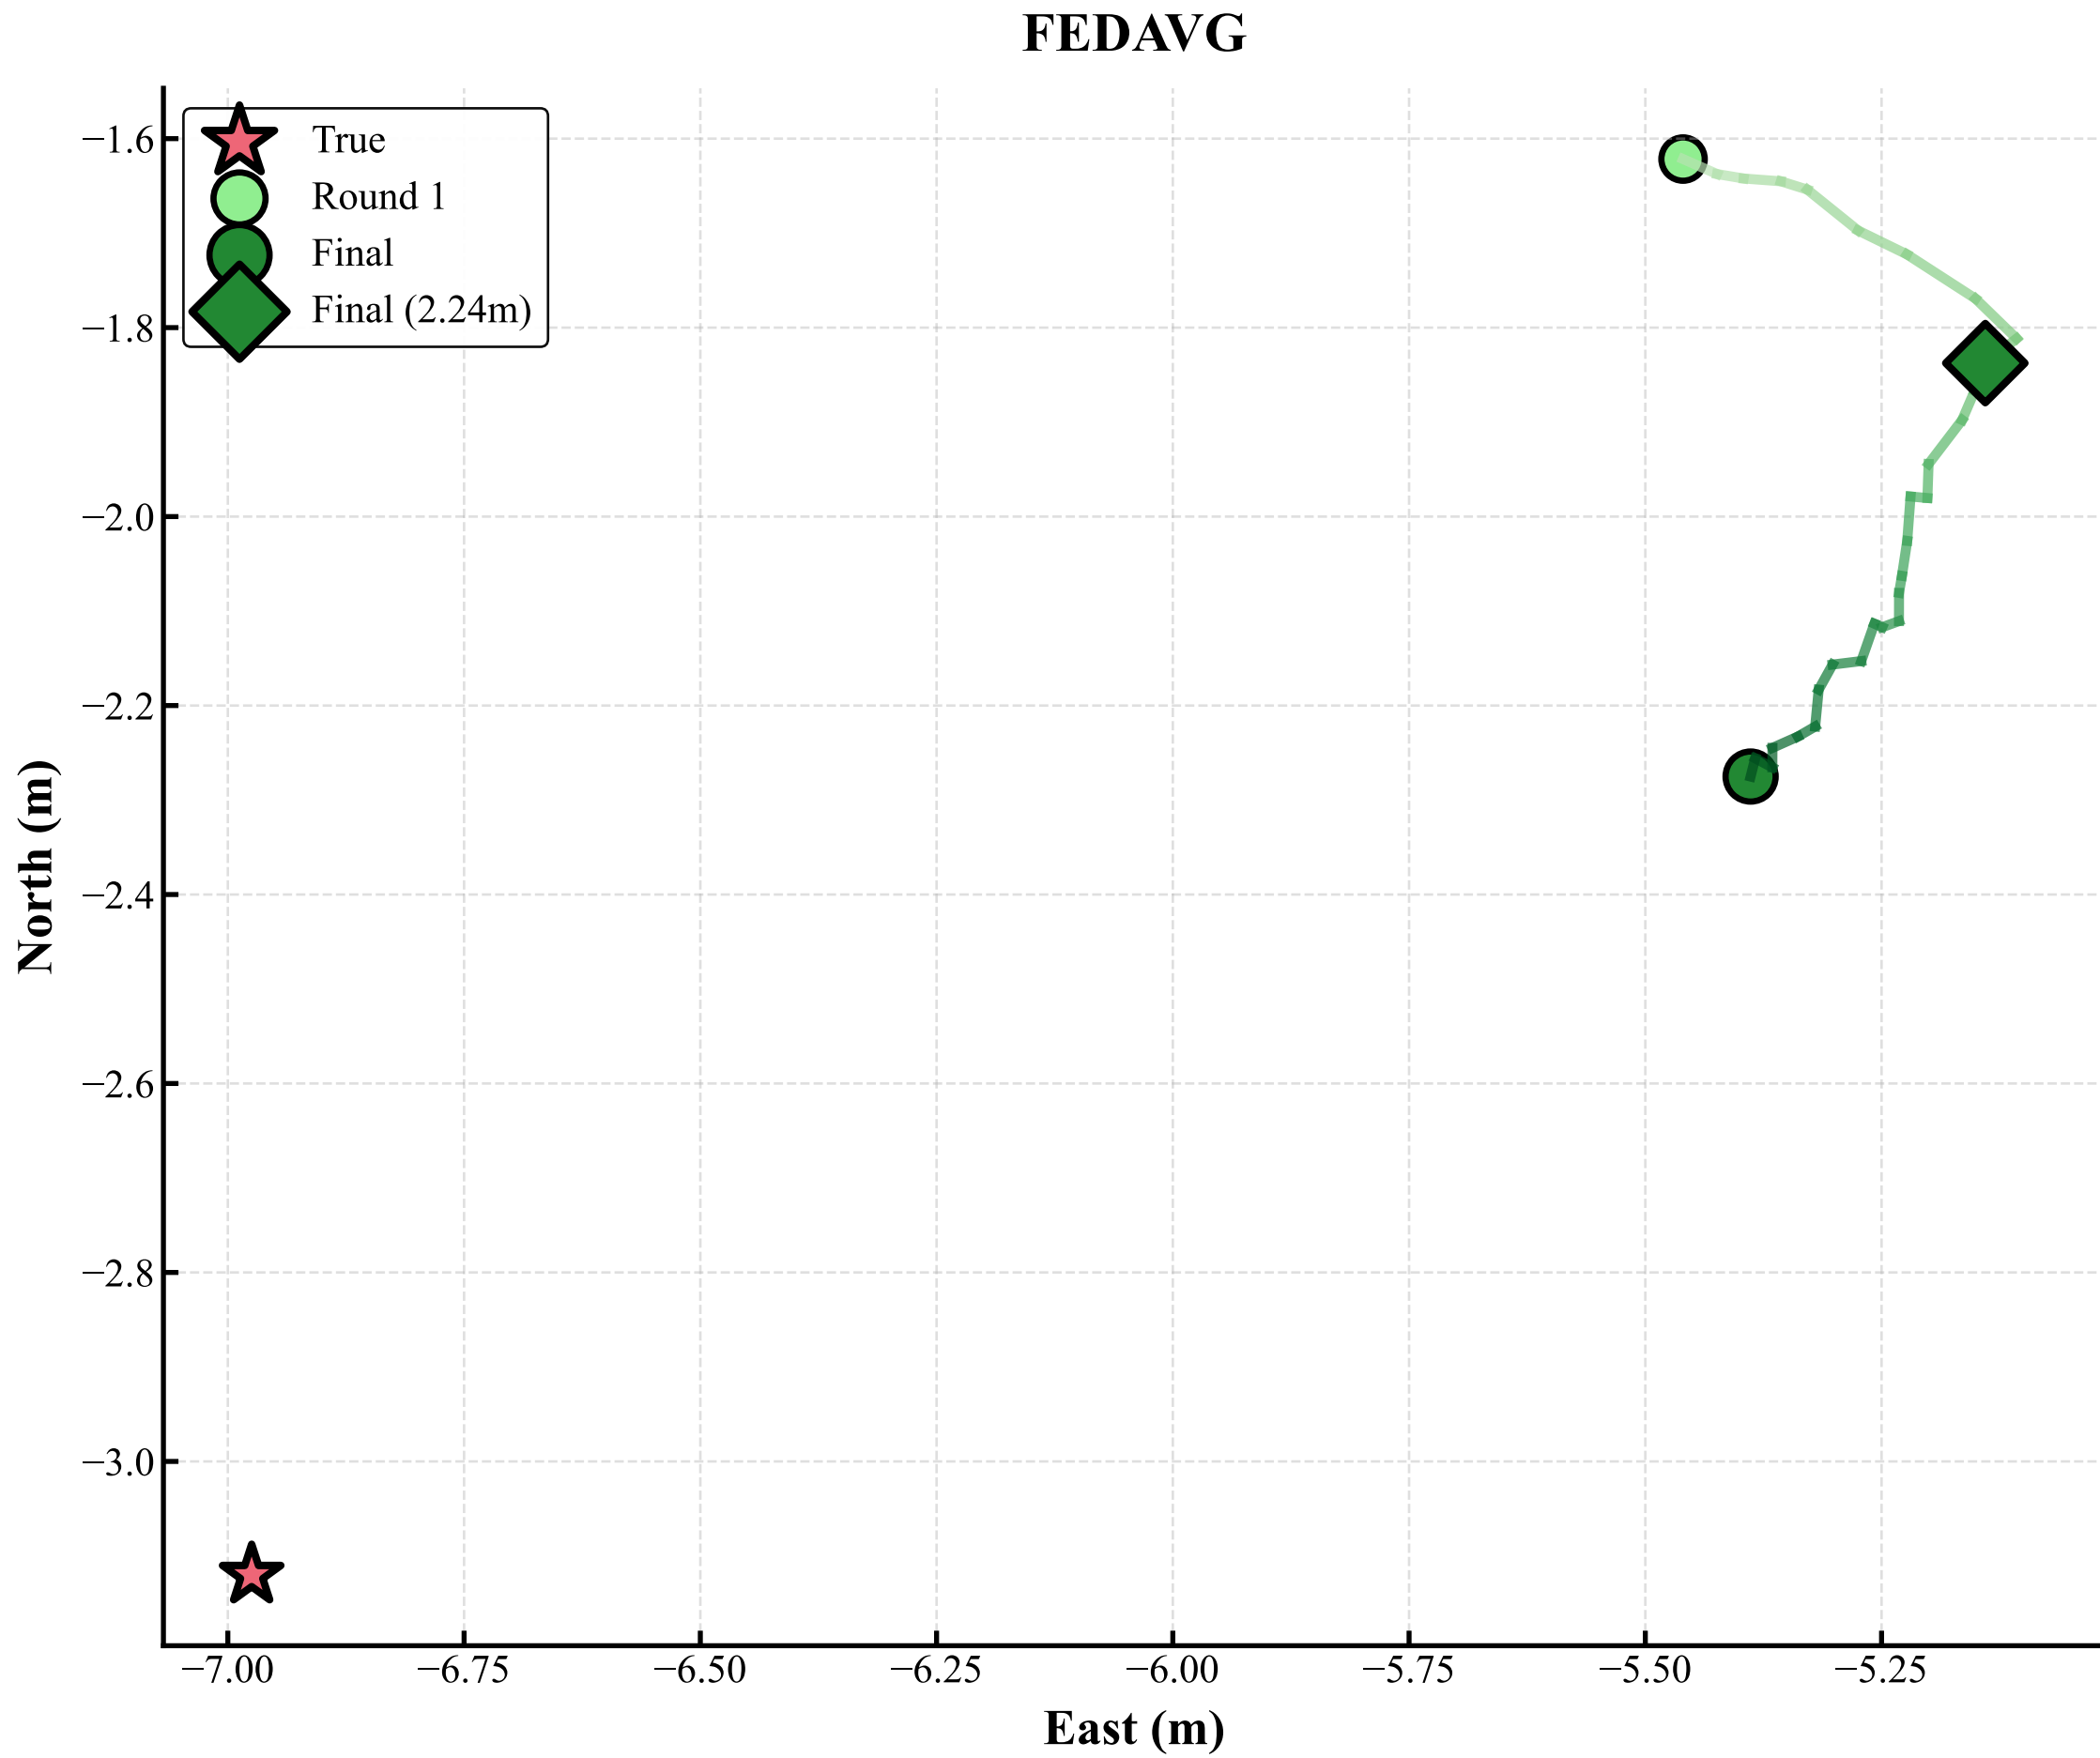 FEDAVG
True
Round 1
Final
Final (2.24m)
−1.6
−1.8
−2.0
−2.2
−2.4
−2.6
−2.8
−3.0
North (m)
−7.00 −6.75 −6.50 −6.25 −6.00 −5.75 −5.50 −5.25
East (m)